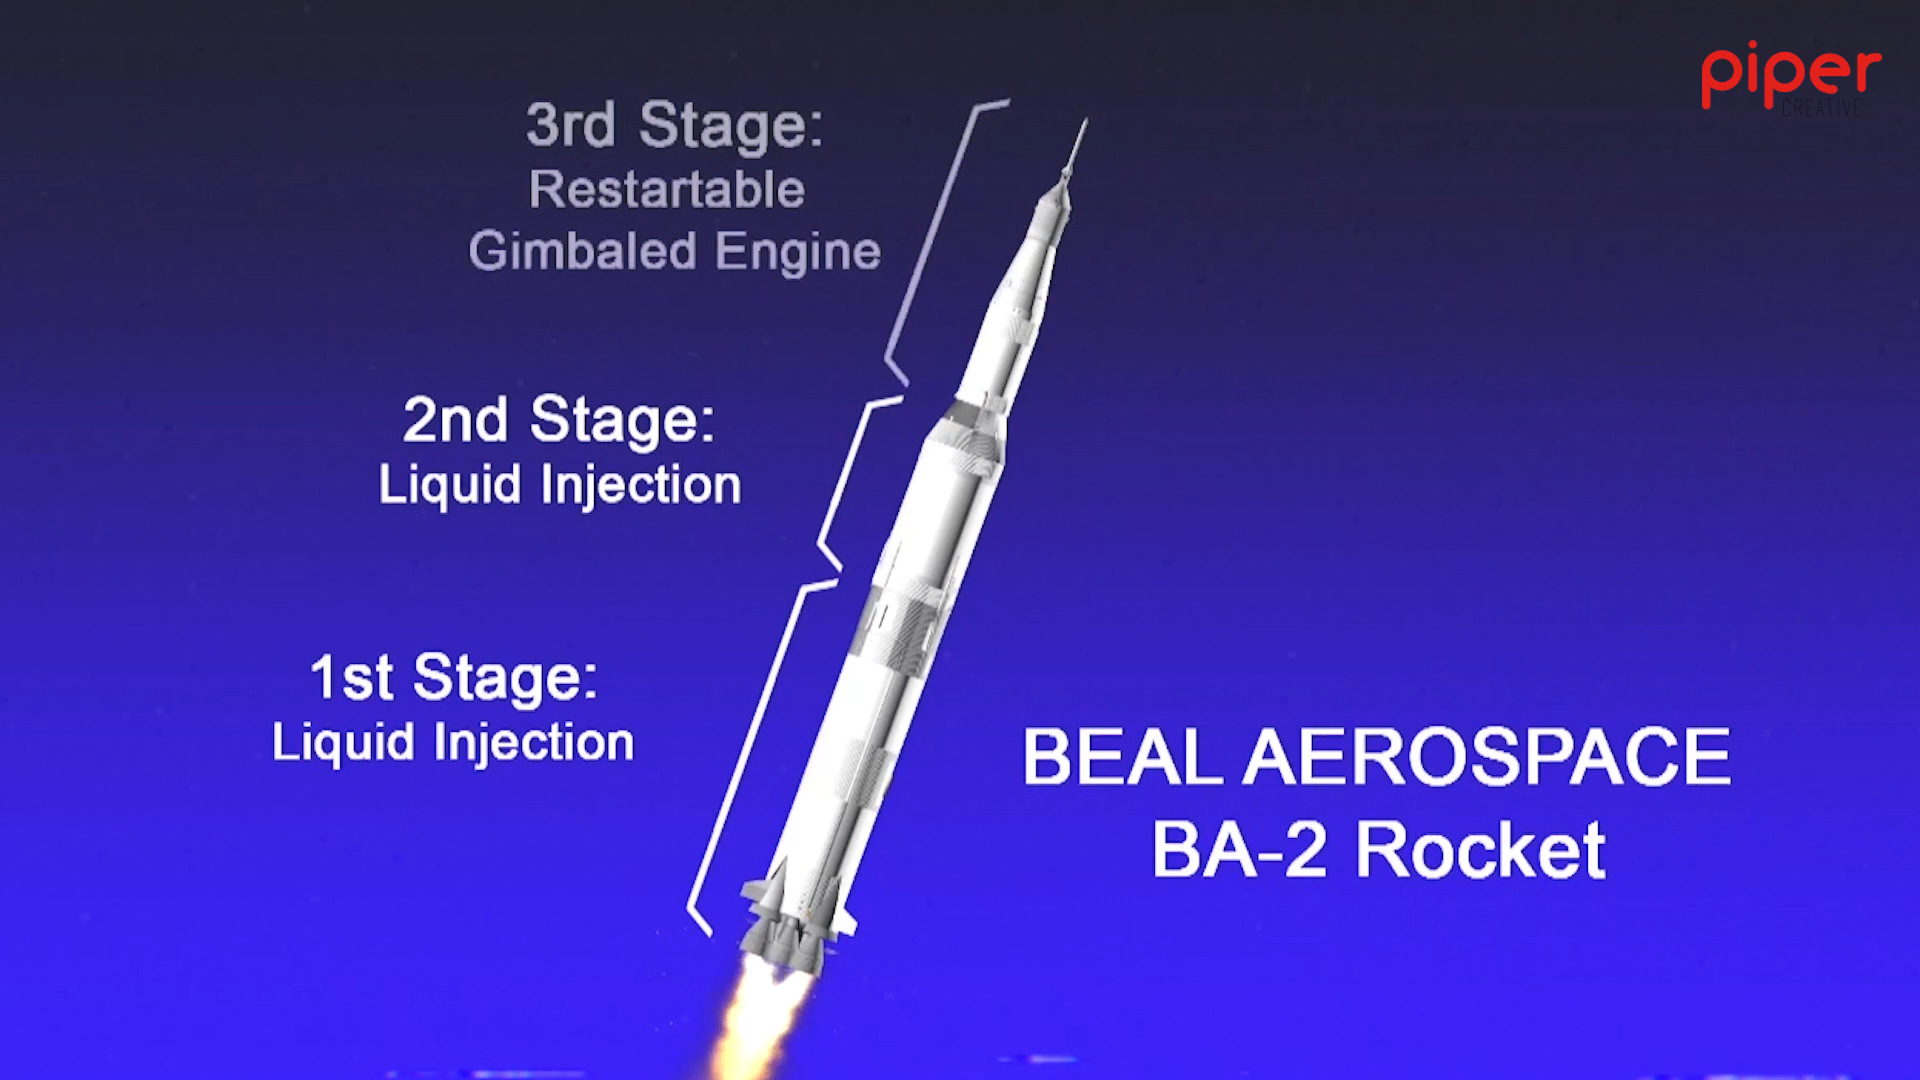 piper
CREATIVE
3rd Stage:
Restartable
Gimbaled Engine
2nd Stage:
Liquid Injection
1st Stage:
Liquid Injection
BEAL AEROSPACE
BA-2 Rocket